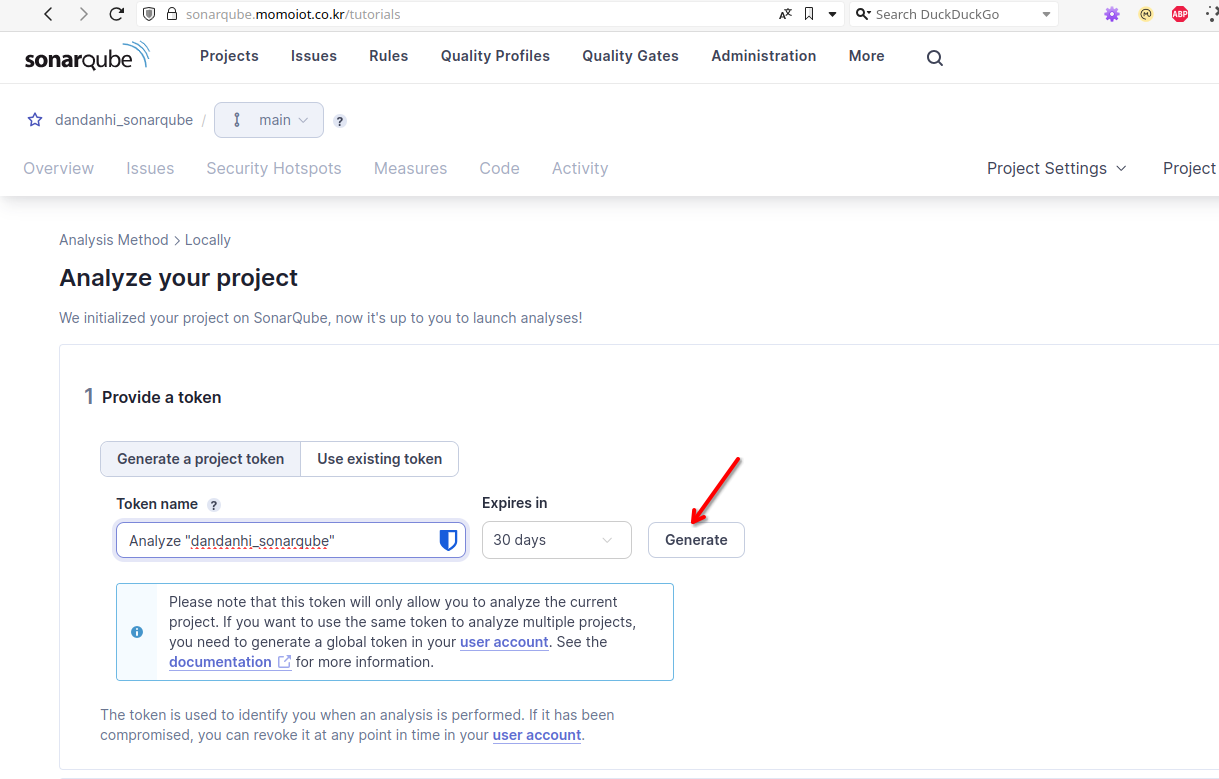 sonarqube.momoiot.co.kr/tutorials
Search DuckDuckGo
ABP
sonarqube
Projects Issues Rules Quality Profiles Quality Gates Administration More
dandanhi_sonarqube / main ?
Overview Issues Security Hotspots Measures Code Activity Project Settings Project
Analysis Method > Locally
Analyze your project
We initialized your project on SonarQube, now it's up to you to launch analyses!
1 Provide a token
Generate a project token Use existing token
Token name ? Expires in
Analyze "dandanhi_sonarqube" 30 days Generate
Please note that this token will only allow you to analyze the current
project. If you want to use the same token to analyze multiple projects,
you need to generate a global token in your user account. See the
documentation for more information.
The token is used to identify you when an analysis is performed. If it has been
compromised, you can revoke it at any point in time in your user account.